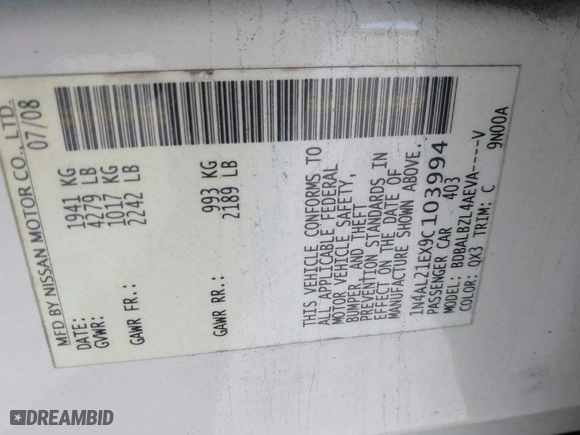 MFD BY NISSAN MOTOR CO., LTD.
DATE: 07/08
GVWR: 1941 KG
4279 LB
GAWR FR.: 1017 KG
2242 LB
GAWR RR.: 993 KG
2189 LB
THIS VEHICLE CONFORMS TO
ALL APPLICABLE FEDERAL
MOTOR VEHICLE SAFETY,
BUMPER, AND THEFT
PREVENTION STANDARDS IN
EFFECT ON THE DATE OF
MANUFACTURE SHOWN ABOVE.
1N4AL21EX9C103994
PASSENGER CAR 403
MODEL: BDBALBZL4AEVA----V
COLOR: QX3 TRIM: C 9N00A
DREAMBID